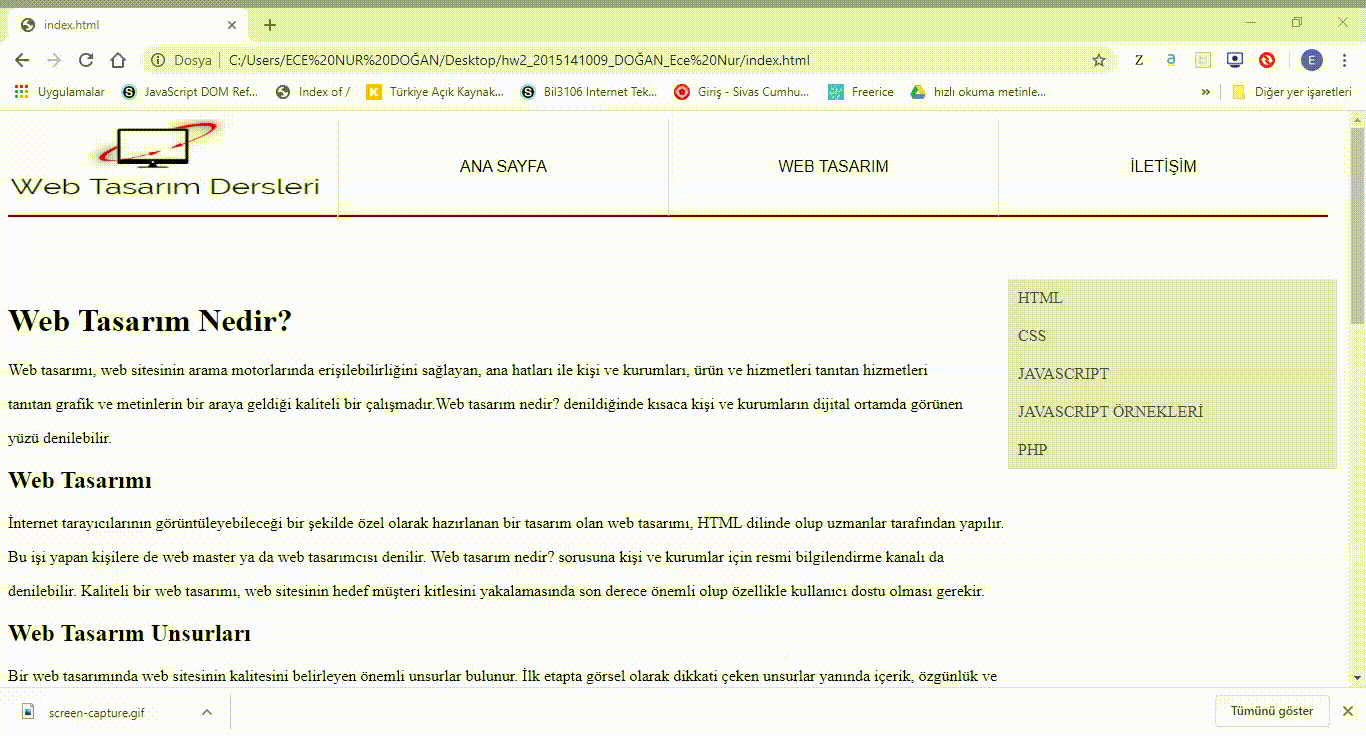 index.html
Dosya C:/Users/ECE%20NUR%20DOĞAN/Desktop/hw2_2015141009_DOĞAN_Ece%20Nur/index.html
Z a E
Uygulamalar JavaScript DOM Ref... Index of / Türkiye Açık Kaynak... Bil3106 Internet Tek... Giriş - Sivas Cumhu... Freerice hızlı okuma metinle... » Diğer yer işaretleri
Web Tasarım Dersleri
ANA SAYFA WEB TASARIM İLETİŞİM
Web Tasarım Nedir?
Web tasarımı, web sitesinin arama motorlarında erişilebilirliğini sağlayan, ana hatları ile kişi ve kurumları, ürün ve hizmetleri tanıtan hizmetleri
tanıtan grafik ve metinlerin bir araya geldiği kaliteli bir çalışmadır.Web tasarım nedir? denildiğinde kısaca kişi ve kurumların dijital ortamda görünen
yüzü denilebilir.
Web Tasarımı
İnternet tarayıcılarının görüntüleyebileceği bir şekilde özel olarak hazırlanan bir tasarım olan web tasarımı, HTML dilinde olup uzmanlar tarafından yapılır.
Bu işi yapan kişilere de web master ya da web tasarımcısı denilir. Web tasarım nedir? sorusuna kişi ve kurumlar için resmi bilgilendirme kanalı da
denilebilir. Kaliteli bir web tasarımı, web sitesinin hedef müşteri kitlesini yakalamasında son derece önemli olup özellikle kullanıcı dostu olması gerekir.
Web Tasarım Unsurları
Bir web tasarımında web sitesinin kalitesini belirleyen önemli unsurlar bulunur. İlk etapta görsel olarak dikkati çeken unsurlar yanında içerik, özgünlük ve
HTML
CSS
JAVASCRIPT
JAVASCRİPT ÖRNEKLERİ
PHP
screen-capture.gif
Tümünü göster